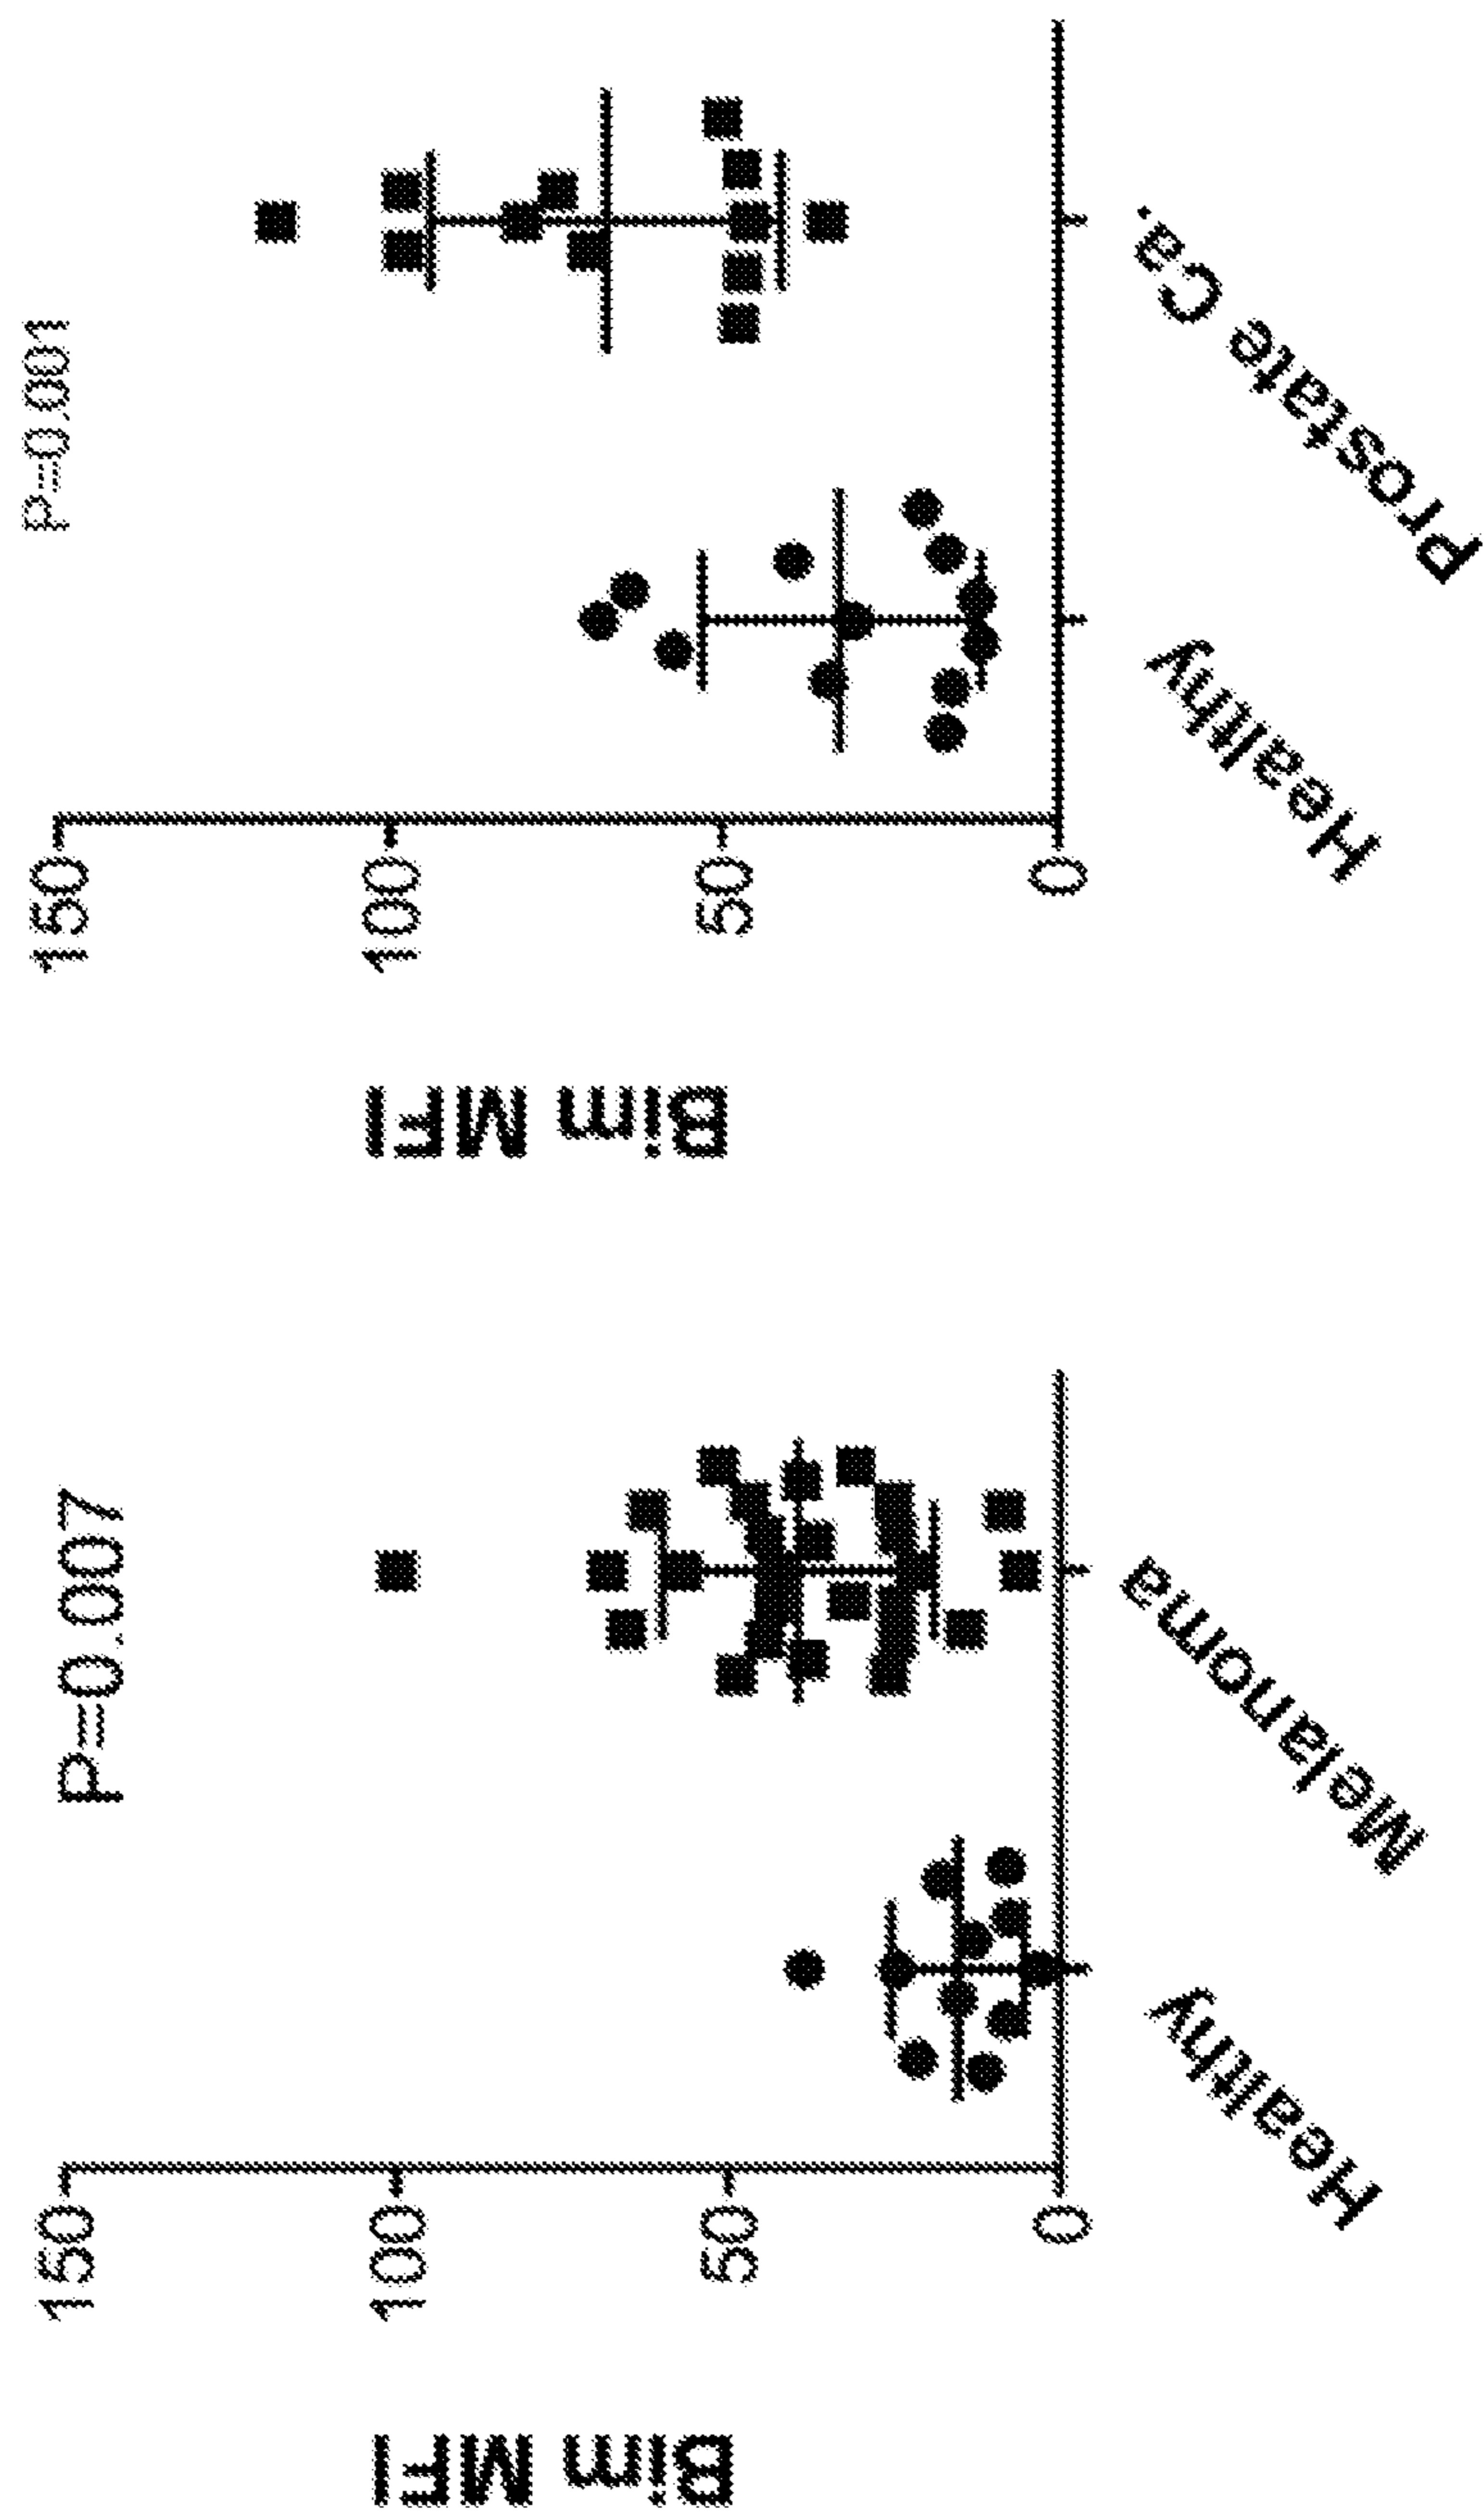 P=0.007
150
100
50
0
Bim MFI
Healthy
Melanoma
P=0.001
150
100
50
0
Bim MFI
Healthy
Prostate Ca.